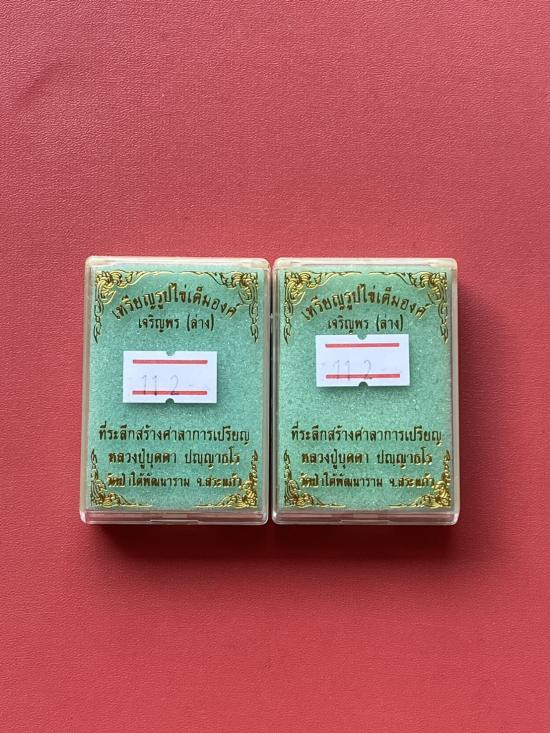 เหรียญรูปไข่เต็มองค์
เจริญพร (ล่าง)
112
ที่ระลึกสร้างศาลาการเปรียญ
หลวงปู่บุดดา ปญฺญาธโร
วัดป่าใต้พัฒนาราม จ.สระแก้ว
เหรียญรูปไข่เต็มองค์
เจริญพร (ล่าง)
112
ที่ระลึกสร้างศาลาการเปรียญ
หลวงปู่บุดดา ปญฺญาธโร
วัดป่าใต้พัฒนาราม จ.สระแก้ว